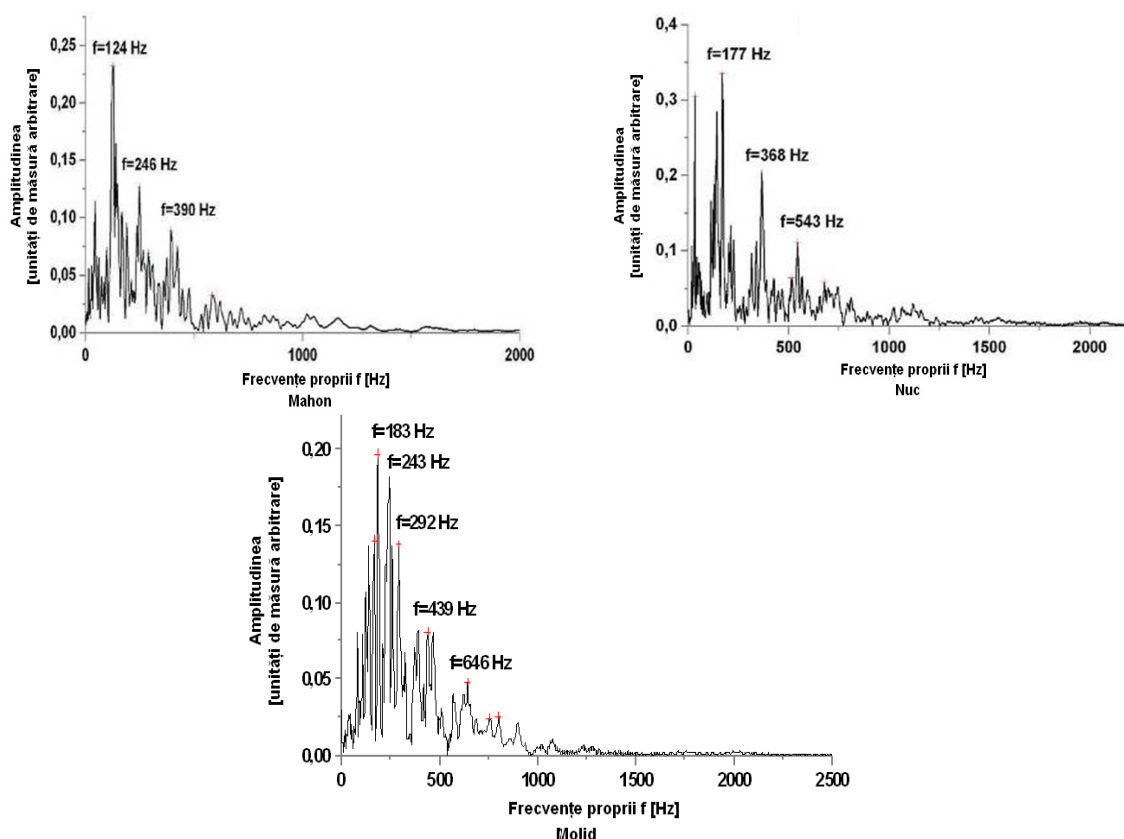 0,25
0,20
0,15
0,10
0,05
0,00
f=124 Hz
f=246 Hz
f=390 Hz
Amplitudinea
[unități de măsură arbitrare]
0
1000
2000
Frecvențe proprii f [Hz]
Mahon
0,4
0,3
0,2
0,1
0,0
f=177 Hz
f=368 Hz
f=543 Hz
Amplitudinea
[unități de măsură arbitrare]
0
500
1000
1500
2000
Frecvențe proprii f [Hz]
Nuc
0,20
0,15
0,10
0,05
0,00
f=183 Hz
f=243 Hz
f=292 Hz
f=439 Hz
f=646 Hz
Amplitudinea
[unități de măsură arbitrare]
0
500
1000
1500
2000
2500
Frecvențe proprii f [Hz]
Molid